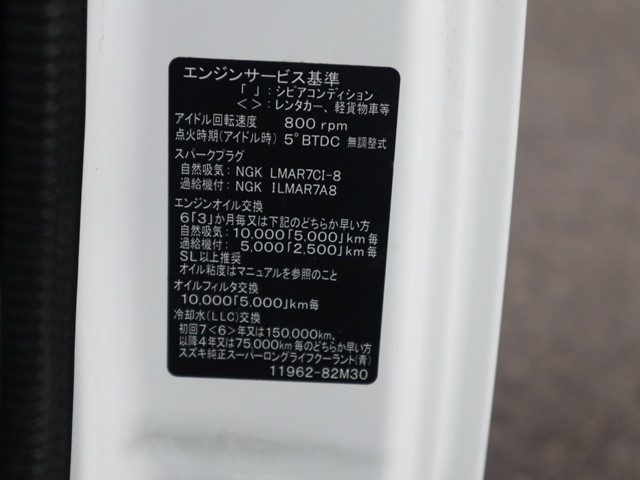 エンジンサービス基準
「 」：シビアコンディション
＜ ＞：レンタカー、軽貨物車等
アイドル回転速度 800 rpm
点火時期(アイドル時) 5°BTDC 無調整式
スパークプラグ
自然吸気：NGK LMAR7CI-8
過給機付：NGK ILMAR7A8
エンジンオイル交換
6「3」か月毎又は下記のどちらか早い方
自然吸気：10,000「5,000」km毎
過給機付：5,000「2,500」km毎
SL以上推奨
オイル粘度はマニュアルを参照のこと
オイルフィルタ交換
10,000「5,000」km毎
冷却水(LLC)交換
初回7＜6＞年又は150,000km、
以降4年又は75,000km毎のどちらか早い方
スズキ純正スーパーロングライフクーラント(青)
11962-82M30